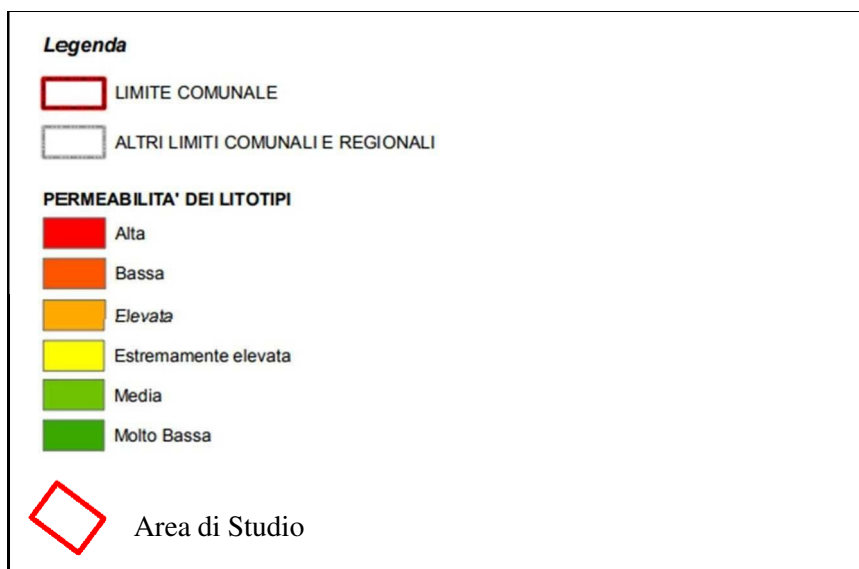 Legenda
LIMITE COMUNALE
ALTRI LIMITI COMUNALI E REGIONALI
PERMEABILITA' DEI LITOTIPI
Alta
Bassa
Elevata
Estremamente elevata
Media
Molto Bassa
Area di Studio